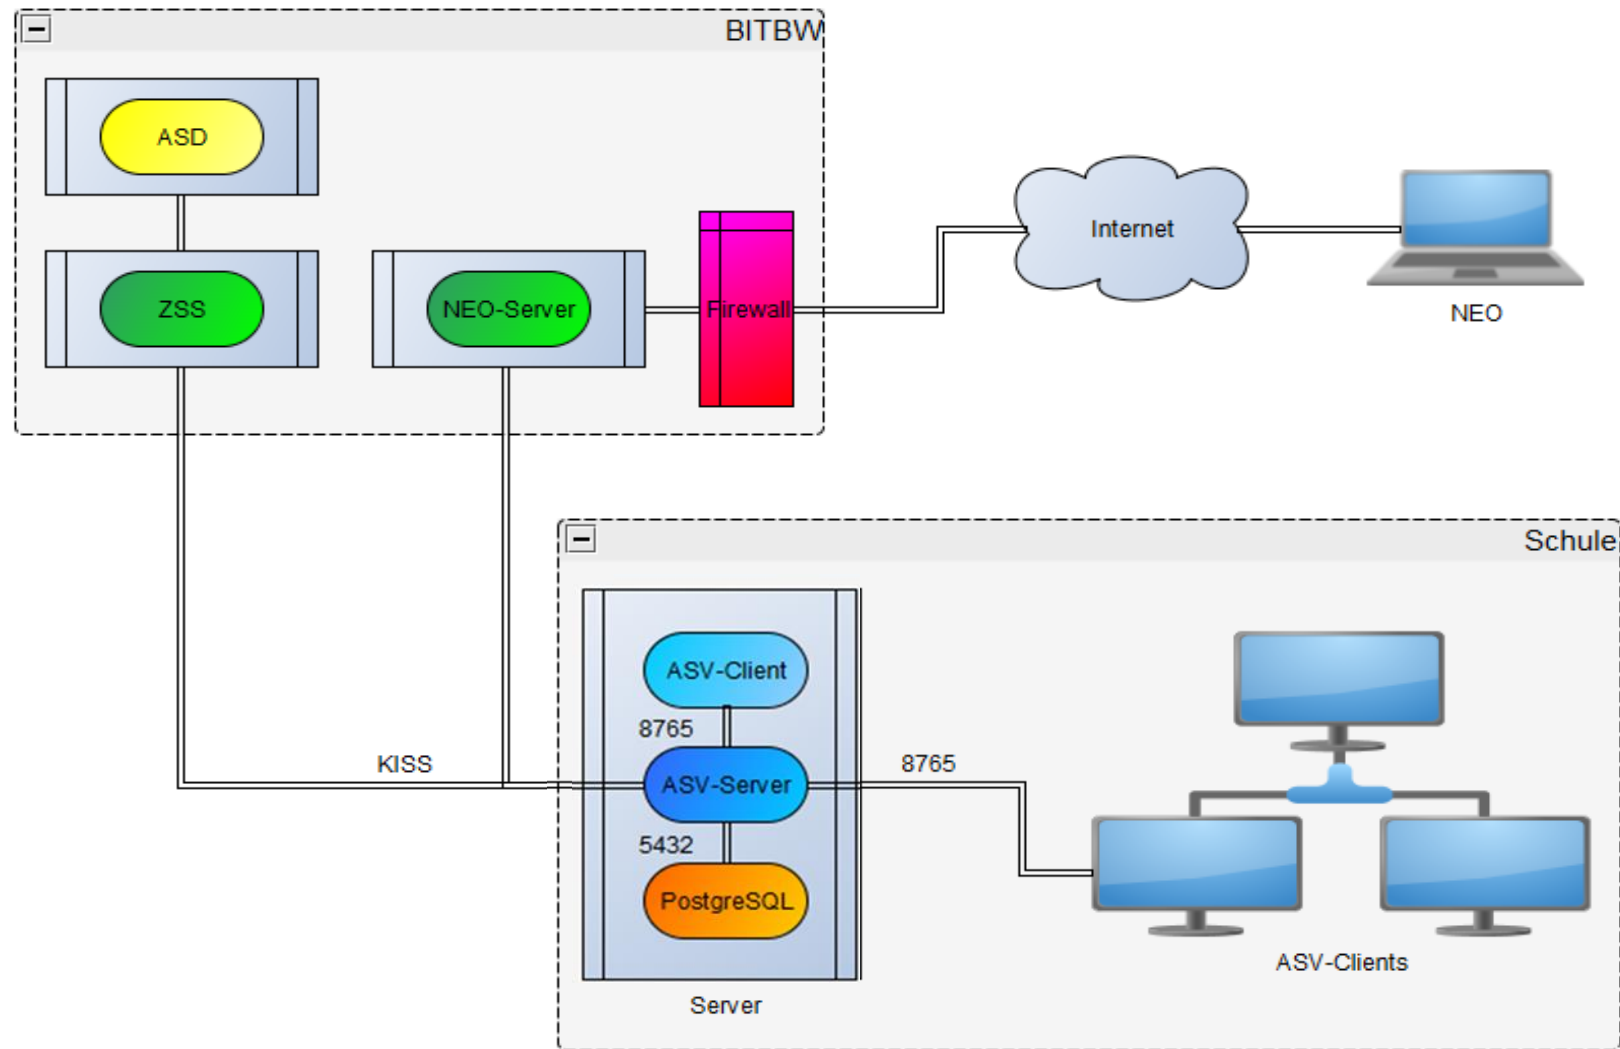 BITBW
ASD
ZSS
NEO-Server
Firewall
Internet
NEO
Schule
ASV-Client
8765
KISS
ASV-Server
8765
5432
PostgreSQL
ASV-Clients
Server